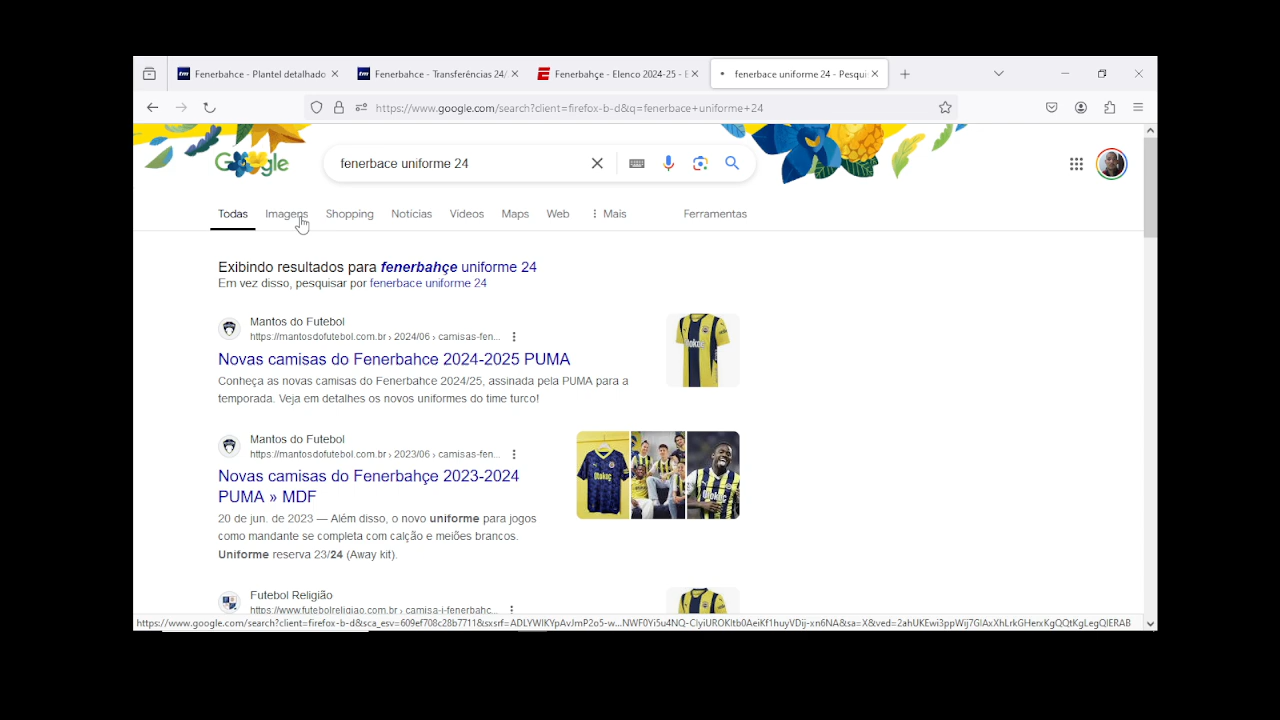 Fenerbahce - Plantel detalhado
Fenerbahce - Transferências 24/
Fenerbahçe - Elenco 2024-25 - E
fenerbace uniforme 24 - Pesqui
https://www.google.com/search?client=firefox-b-d&q=fenerbace+uniforme+24
Google
fenerbace uniforme 24
Todas Imagens Shopping Notícias Vídeos Maps Web Mais Ferramentas
Exibindo resultados para fenerbahçe uniforme 24
Em vez disso, pesquisar por fenerbace uniforme 24
Mantos do Futebol
https://mantosdofutebol.com.br › 2024/06 › camisas-fen...
Novas camisas do Fenerbahce 2024-2025 PUMA
Conheça as novas camisas do Fenerbahce 2024/25, assinada pela PUMA para a
temporada. Veja em detalhes os novos uniformes do time turco!
Otokoç
Mantos do Futebol
https://mantosdofutebol.com.br › 2023/06 › camisas-fen...
Novas camisas do Fenerbahçe 2023-2024
PUMA » MDF
20 de jun. de 2023 — Além disso, o novo uniforme para jogos
como mandante se completa com calção e meiões brancos.
Uniforme reserva 23/24 (Away kit).
Otokoç
Otokoç
Futebol Religião
https://www.futebolreligiao.com.br › camisa-i-fenerbahc...